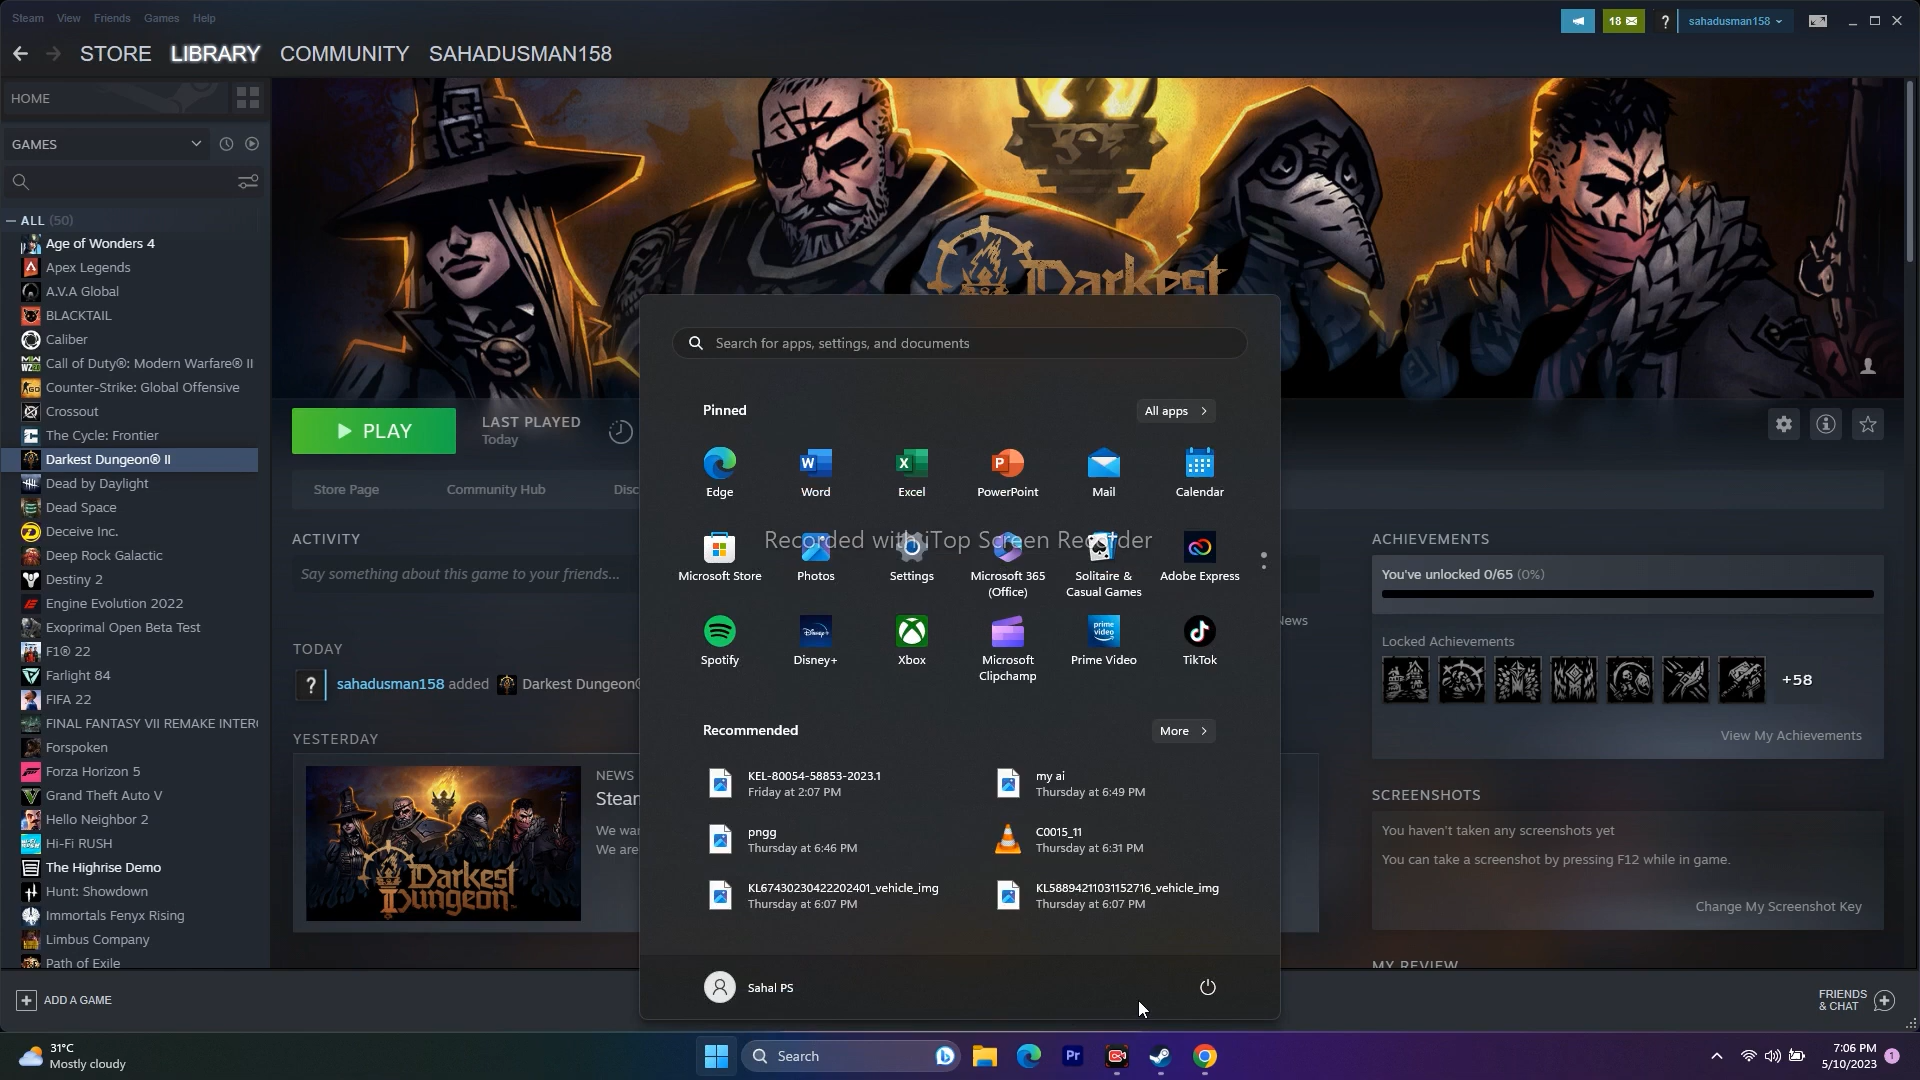 Steam View Friends Games Help
18
?
sahadusman158
STORE LIBRARY COMMUNITY SAHADUSMAN158
HOME
GAMES
ALL (50)
Age of Wonders 4
Apex Legends
A.V.A Global
BLACKTAIL
Caliber
Call of Duty®: Modern Warfare® II
Counter-Strike: Global Offensive
Crossout
The Cycle: Frontier
Darkest Dungeon® II
Dead by Daylight
Dead Space
Deceive Inc.
Deep Rock Galactic
Destiny 2
Engine Evolution 2022
Exoprimal Open Beta Test
F1® 22
Farlight 84
FIFA 22
FINAL FANTASY VII REMAKE INTER
Forspoken
Forza Horizon 5
Grand Theft Auto V
Hello Neighbor 2
Hi-Fi RUSH
The Highrise Demo
Hunt: Showdown
Immortals Fenyx Rising
Limbus Company
Path of Exile
ADD A GAME
Darkest
PLAY
LAST PLAYED
Today
Store Page Community Hub Disc
ACTIVITY
Say something about this game to your friends...
News
TODAY
? sahadusman158 added Darkest Dungeon®
YESTERDAY
Darkest
Dungeon
NEWS
Steam
We wan
We are
Search for apps, settings, and documents
Pinned
All apps
Edge Word Excel PowerPoint Mail Calendar
Recorded with iTop Screen Recorder
Microsoft Store Photos Settings Microsoft 365 Solitaire & Adobe Express
(Office) Casual Games
Disney+
prime
video
Spotify Disney+ Xbox Microsoft Prime Video TikTok
Clipchamp
Recommended
More
KEL-80054-58853-2023.1
Friday at 2:07 PM
my ai
Thursday at 6:49 PM
pngg
Thursday at 6:46 PM
C0015_11
Thursday at 6:31 PM
KL67430230422202401_vehicle_img
Thursday at 6:07 PM
KL58894211031152716_vehicle_img
Thursday at 6:07 PM
Sahal PS
ACHIEVEMENTS
You've unlocked 0/65 (0%)
Locked Achievements
+58
View My Achievements
SCREENSHOTS
You haven't taken any screenshots yet
You can take a screenshot by pressing F12 while in game.
Change My Screenshot Key
MY REVIEW
FRIENDS
& CHAT
31°C
Mostly cloudy
Search
Pr
7:06 PM
5/10/2023
1